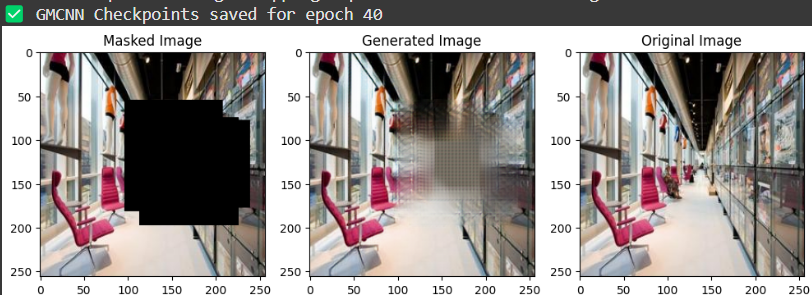 ✅ GMCNN Checkpoints saved for epoch 40
Masked Image Generated Image Original Image
0 0 0
50 50 50
100 100 100
150 150 150
200 200 200
250 250 250
0 50 100 150 200 250 0 50 100 150 200 250 0 50 100 150 200 250